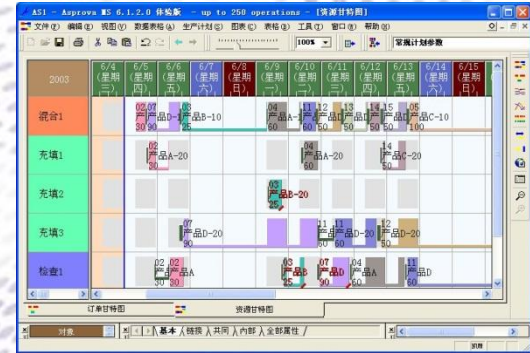 ASI - Asprova MS 6.1.2.0 体验版 - up to 250 operations - [资源甘特图]
文件(F) 编辑(E) 视图(V) 数据表格(A) 生产计划(S) 图表(C) 表格(B) 工具(T) 窗口(W) 帮助(H)
100% 常规计划参数
2003 6/4 6/5 6/6 6/7 6/8 6/9 6/10 6/11 6/12 6/13 6/14 6/15
(星期三) (星期四) (星期五) (星期六) (星期日) (星期一) (星期二) (星期三) (星期四) (星期五) (星期六) (星期日)
混合1
品B-10
充填1
产品A-20
产品A-20
产品C-20
充填2
产品B-20
充填3
产品D-20
品D-20
产品D-20
检查1
产品A
产品B
产品D
产品A
产品D
订单甘特图 资源甘特图
对象 基本 链接 共同 内部 全部属性